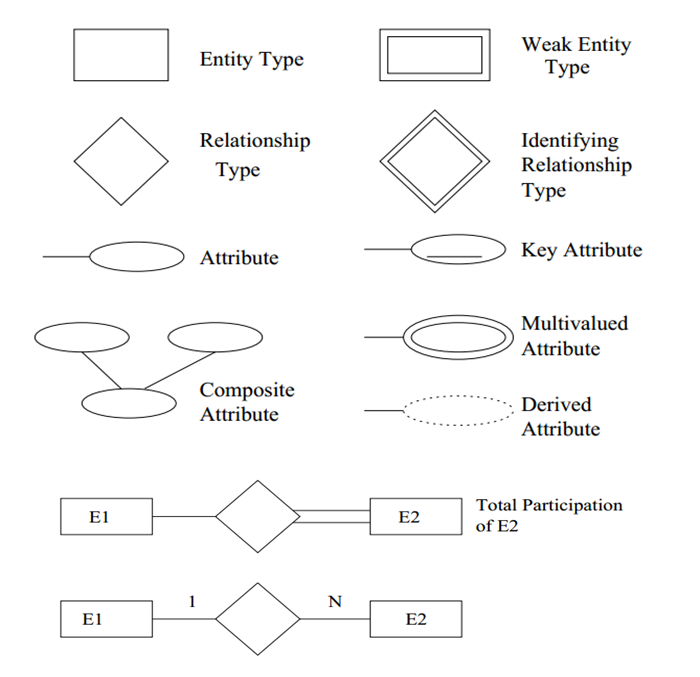 Entity Type
Weak Entity
Type
Relationship
Type
Identifying
Relationship
Type
Attribute
Key Attribute
Composite
Attribute
Multivalued
Attribute
Derived
Attribute
E1
E2
Total Participation
of E2
E1
1
N
E2